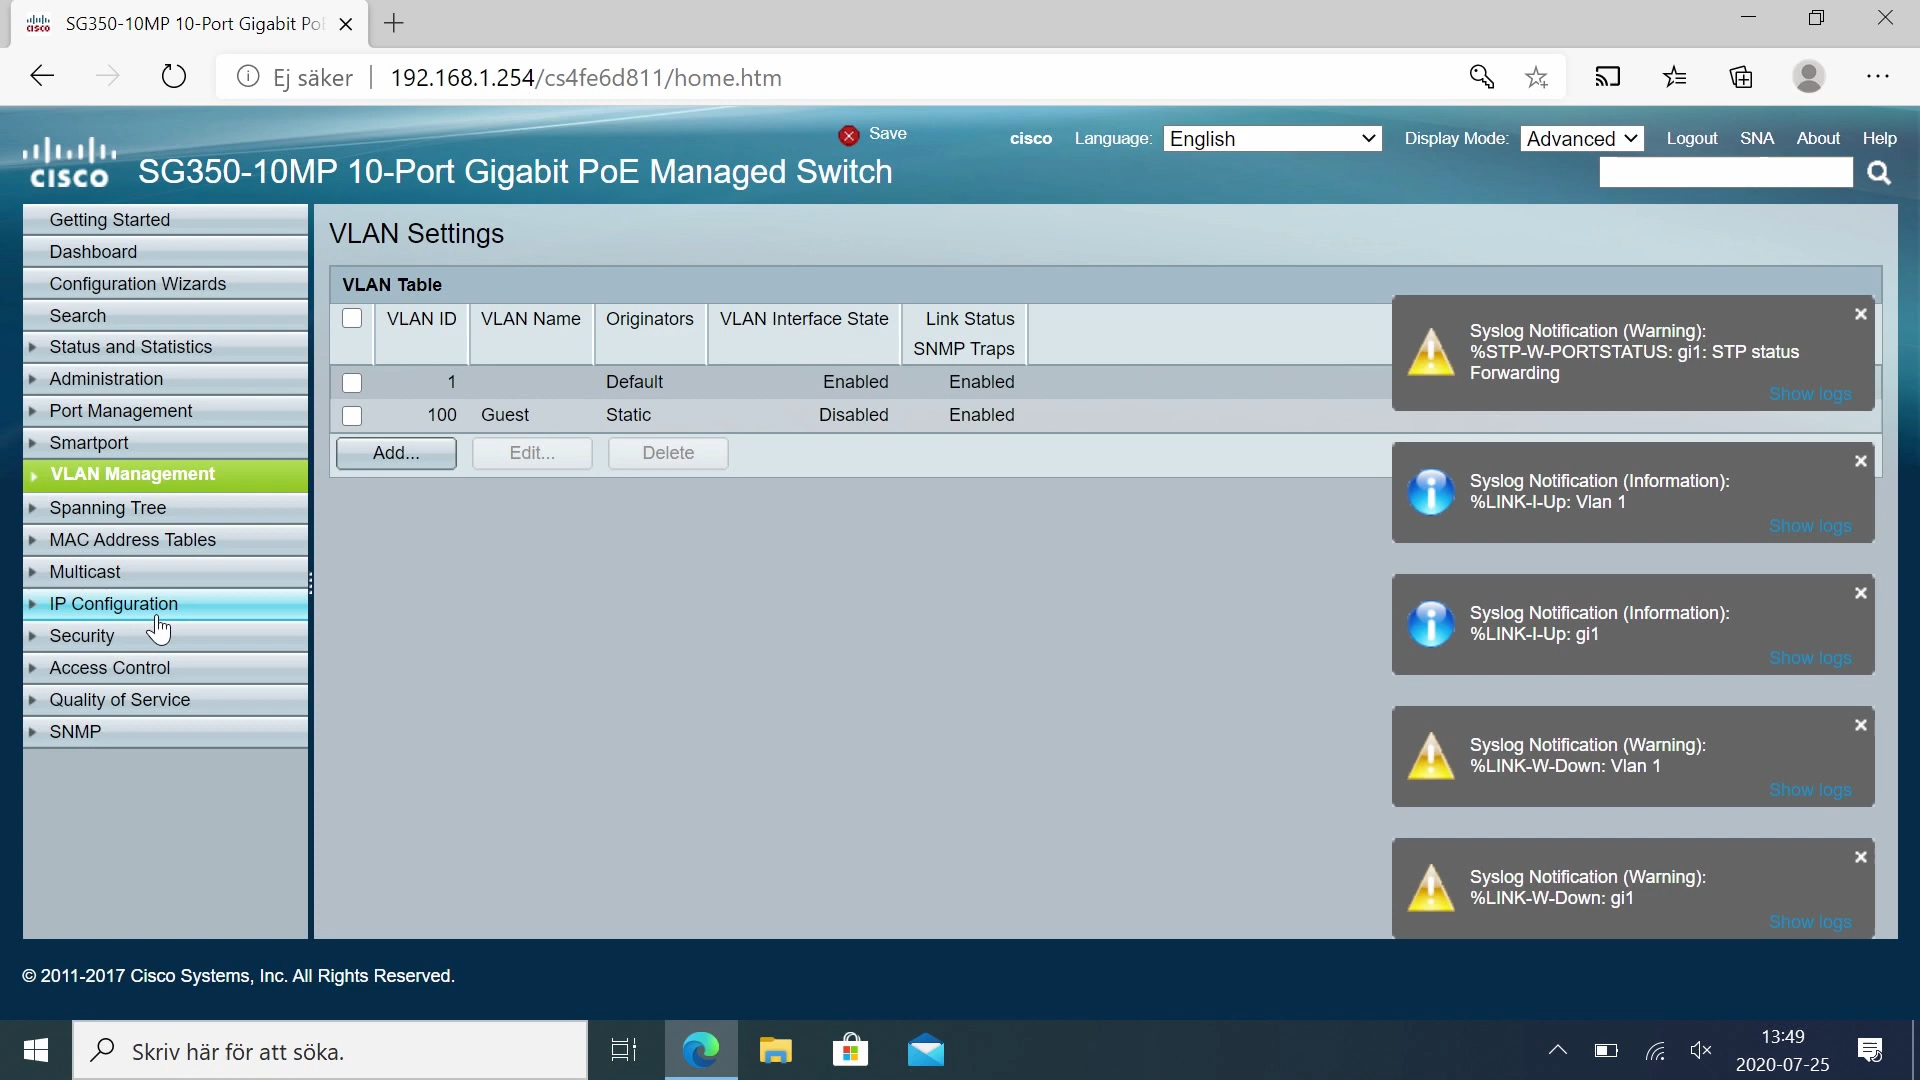 SG350-10MP 10-Port Gigabit Po
Ej säker
192.168.1.254/cs4fe6d811/home.htm
CISCO
SG350-10MP 10-Port Gigabit PoE Managed Switch
Save
cisco
Language:
English
Display Mode:
Advanced
Logout
SNA
About
Help
Getting Started
Dashboard
Configuration Wizards
Search
Status and Statistics
Administration
Port Management
Smartport
VLAN Management
Spanning Tree
MAC Address Tables
Multicast
IP Configuration
Security
Access Control
Quality of Service
SNMP
VLAN Settings
VLAN Table
VLAN ID VLAN Name Originators VLAN Interface State Link Status
SNMP Traps
1 Default Enabled Enabled
100 Guest Static Disabled Enabled
Add... Edit... Delete
Syslog Notification (Warning):
%STP-W-PORTSTATUS: gi1: STP status
Forwarding
Show logs
Syslog Notification (Information):
%LINK-I-Up: Vlan 1
Show logs
Syslog Notification (Information):
%LINK-I-Up: gi1
Show logs
Syslog Notification (Warning):
%LINK-W-Down: Vlan 1
Show logs
Syslog Notification (Warning):
%LINK-W-Down: gi1
Show logs
© 2011-2017 Cisco Systems, Inc. All Rights Reserved.
Skriv här för att söka.
13:49
2020-07-25